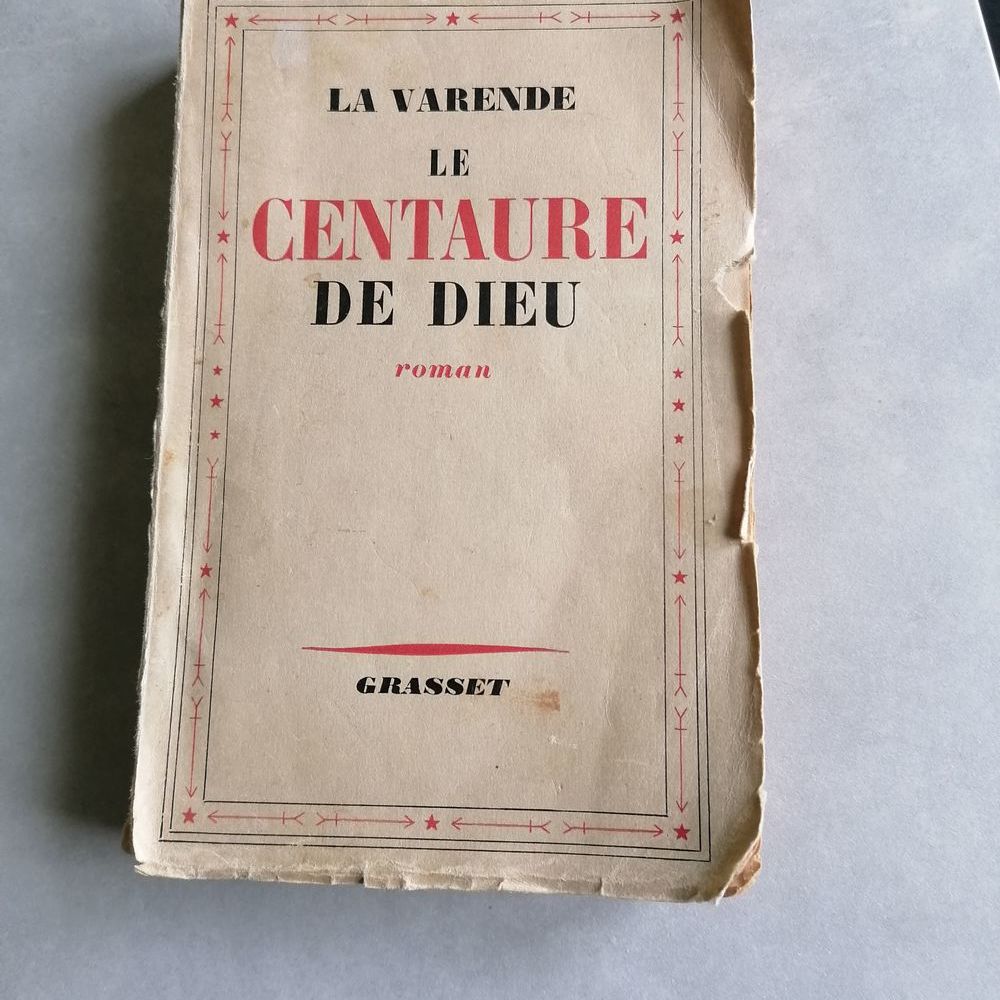 LA VARENDE
LE
CENTAURE
DE DIEU
roman
GRASSET